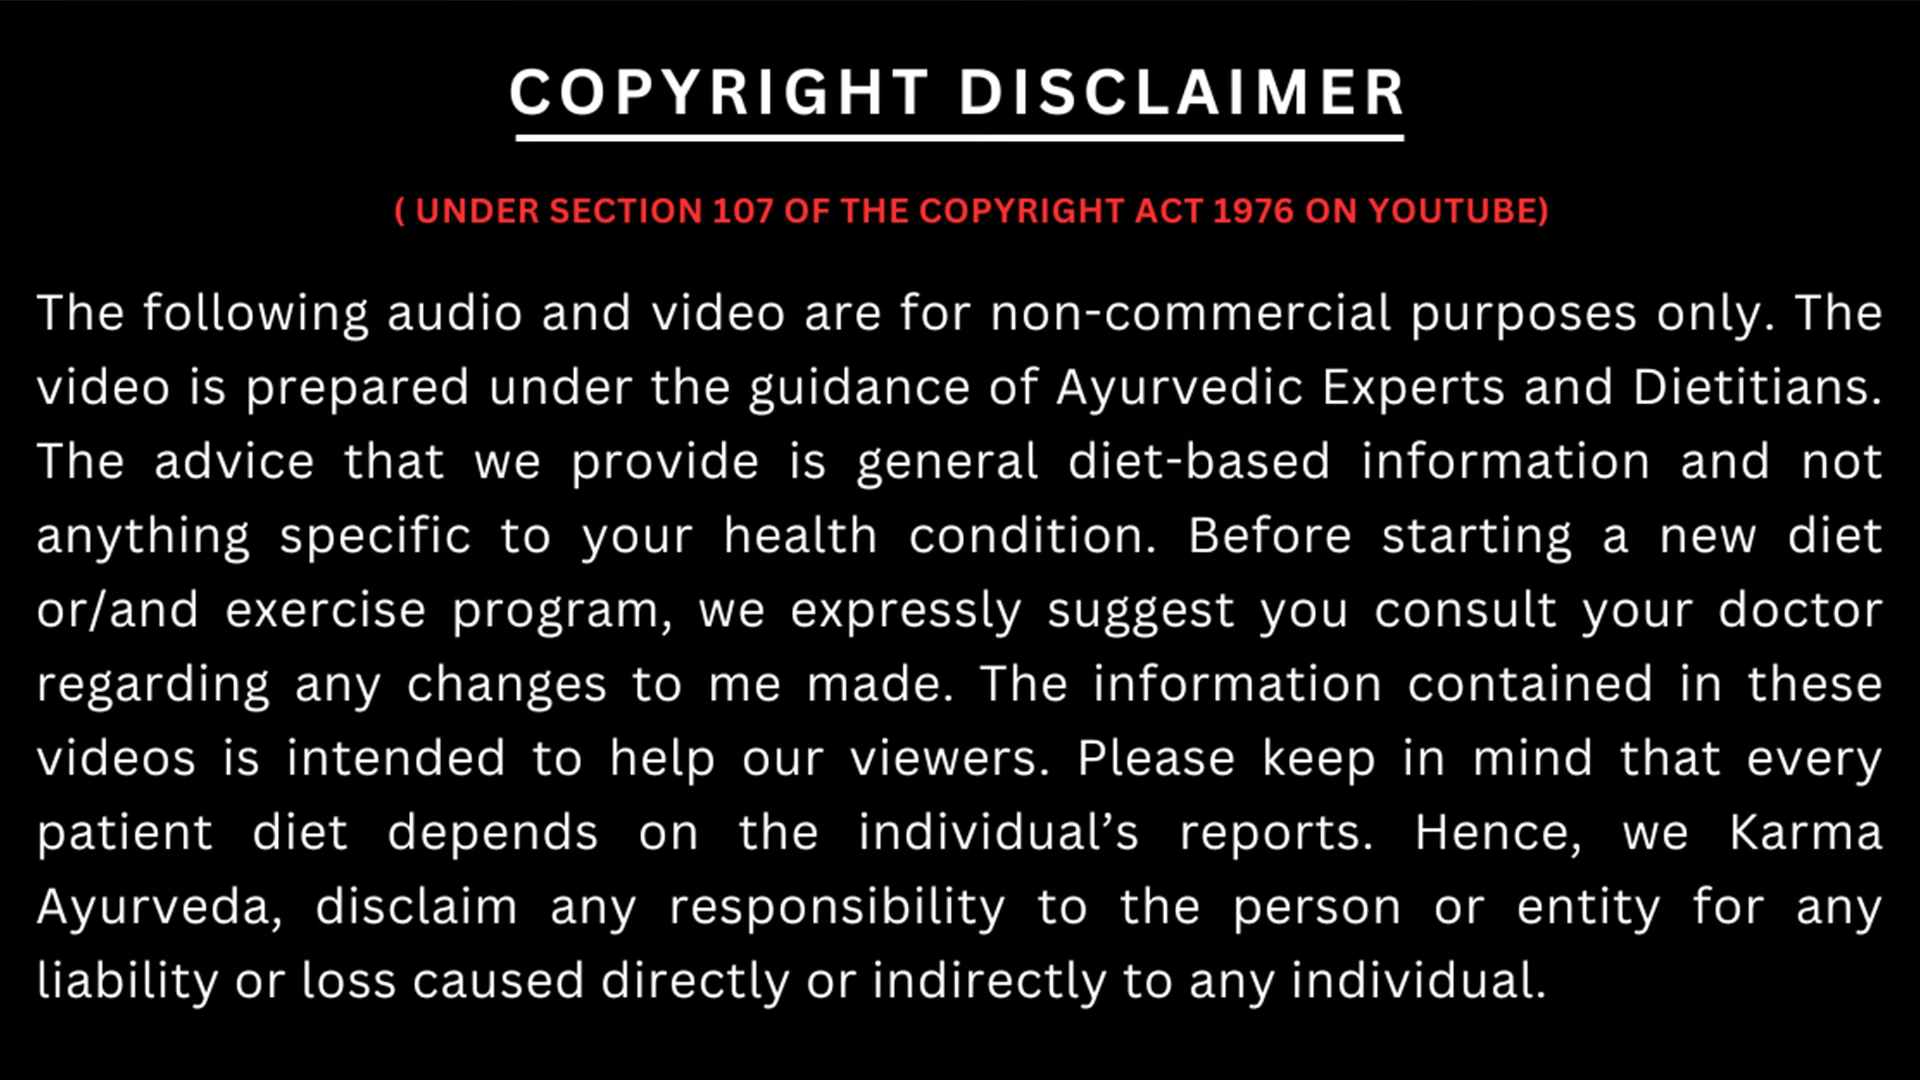 COPYRIGHT DISCLAIMER
( UNDER SECTION 107 OF THE COPYRIGHT ACT 1976 ON YOUTUBE)
The following audio and video are for non-commercial purposes only. The
video is prepared under the guidance of Ayurvedic Experts and Dietitians.
The advice that we provide is general diet-based information and not
anything specific to your health condition. Before starting a new diet
or/and exercise program, we expressly suggest you consult your doctor
regarding any changes to me made. The information contained in these
videos is intended to help our viewers. Please keep in mind that every
patient diet depends on the individual’s reports. Hence, we Karma
Ayurveda, disclaim any responsibility to the person or entity for any
liability or loss caused directly or indirectly to any individual.